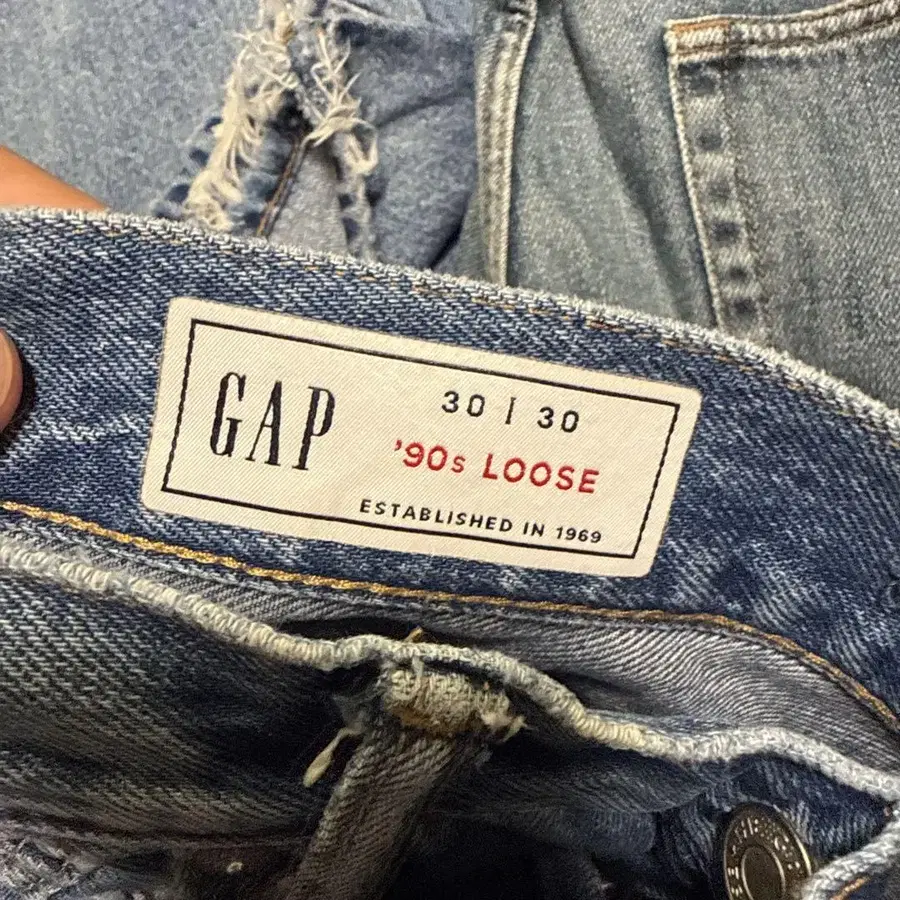 GAP
30 | 30
'90s LOOSE
ESTABLISHED IN 1969